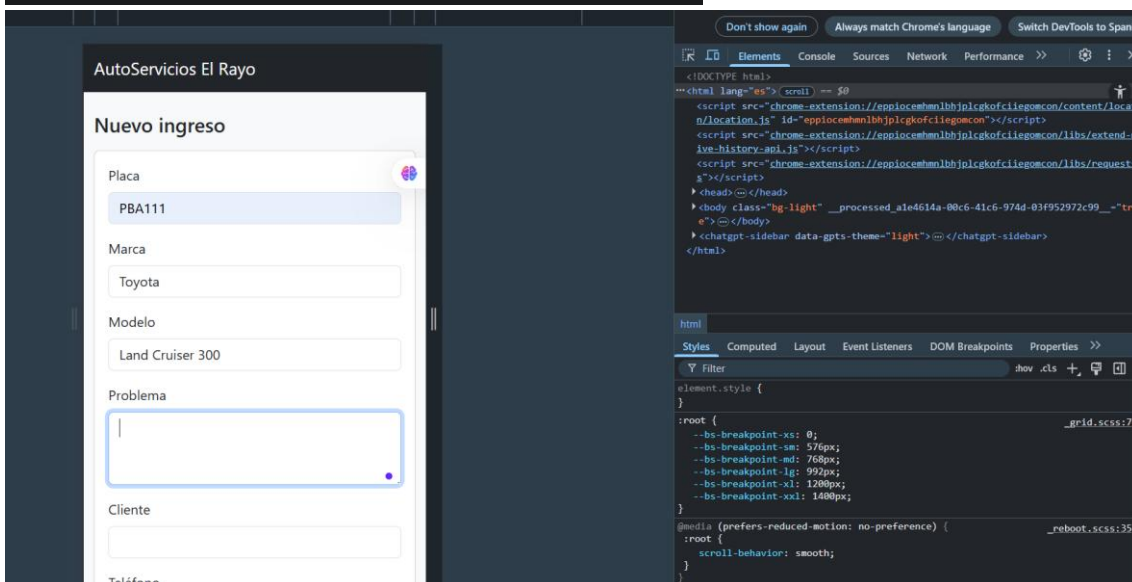 Don't show again Always match Chrome's language Switch DevTools to Span
Elements Console Sources Network Performance >>
<!DOCTYPE html>
<html lang="es"> scroll == $0
<script src="chrome-extension://eppiocemhmnlbhjplcgkofciiegomcon/content/loca
n/location.js" id="eppiocemhmnlbhjplcgkofciiegomcon"></script>
<script src="chrome-extension://eppiocemhmnlbhjplcgkofciiegomcon/libs/extend-
ive-history-api.js"></script>
<script src="chrome-extension://eppiocemhmnlbhjplcgkofciiegomcon/libs/request
s"></script>
<head>…</head>
<body class="bg-light" __processed_a1e4614a-00c6-41c6-974d-03f952972c99__="tr
e">…</body>
<chatgpt-sidebar data-gpts-theme="light">…</chatgpt-sidebar>
</html>
html
Styles Computed Layout Event Listeners DOM Breakpoints Properties >>
Filter :hov .cls +
element.style {
}
:root { _grid.scss:7
--bs-breakpoint-xs: 0;
--bs-breakpoint-sm: 576px;
--bs-breakpoint-md: 768px;
--bs-breakpoint-lg: 992px;
--bs-breakpoint-xl: 1200px;
--bs-breakpoint-xxl: 1400px;
}
@media (prefers-reduced-motion: no-preference) { _reboot.scss:35
:root {
scroll-behavior: smooth;
}
}
AutoServicios El Rayo
Nuevo ingreso
Placa
PBA111
Marca
Toyota
Modelo
Land Cruiser 300
Problema
Cliente
Teléfono